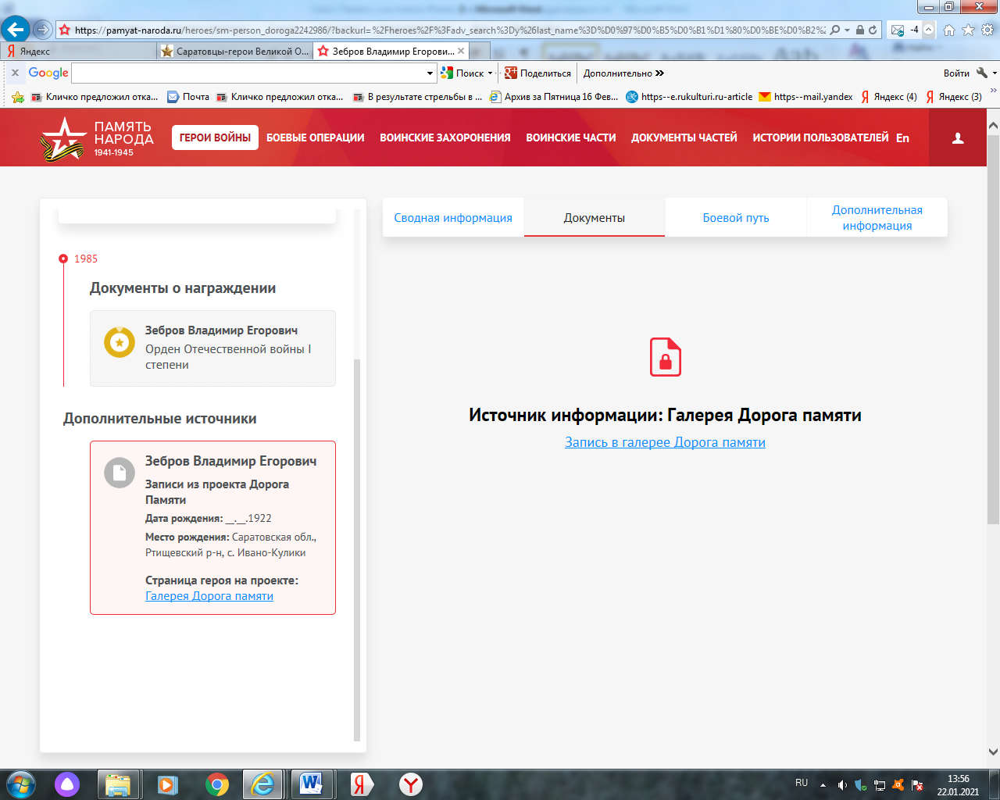 https://pamyat-naroda.ru/heroes/sm-person_doroga2242986/?backurl=%2Fheroes%2F%3Fadv_search%3Dy%26last_name%3D%D0%97%D0%B5%D0%B1%D1%80%D0%BE%D0%B2%2
-4
Яндекс
Саратовцы-герои Великой О...
Зебров Владимир Егорови...
Google
Поиск
Поделиться
Дополнительно
Войти
Кличко предложил отка...
Почта
Кличко предложил отка...
В результате стрельбы в ...
Архив за Пятница 16 Фев...
https--e.rukulturi.ru-article
https--mail.yandex
Яндекс (4)
Яндекс (3)
ПАМЯТЬ
НАРОДА
1941-1945
ГЕРОИ ВОЙНЫ
БОЕВЫЕ ОПЕРАЦИИ
ВОИНСКИЕ ЗАХОРОНЕНИЯ
ВОИНСКИЕ ЧАСТИ
ДОКУМЕНТЫ ЧАСТЕЙ
ИСТОРИИ ПОЛЬЗОВАТЕЛЕЙ
En
1985
Документы о награждении
Зебров Владимир Егорович
Орден Отечественной войны I
степени
Дополнительные источники
Зебров Владимир Егорович
Записи из проекта Дорога
Памяти
Дата рождения: __.__.1922
Место рождения: Саратовская обл.,
Ртищевский р-н, с. Ивано-Кулики
Страница героя на проекте:
Галерея Дорога памяти
Сводная информация
Документы
Боевой путь
Дополнительная
информация
Источник информации: Галерея Дорога памяти
Запись в галерее Дорога памяти
RU
13:56
22.01.2021